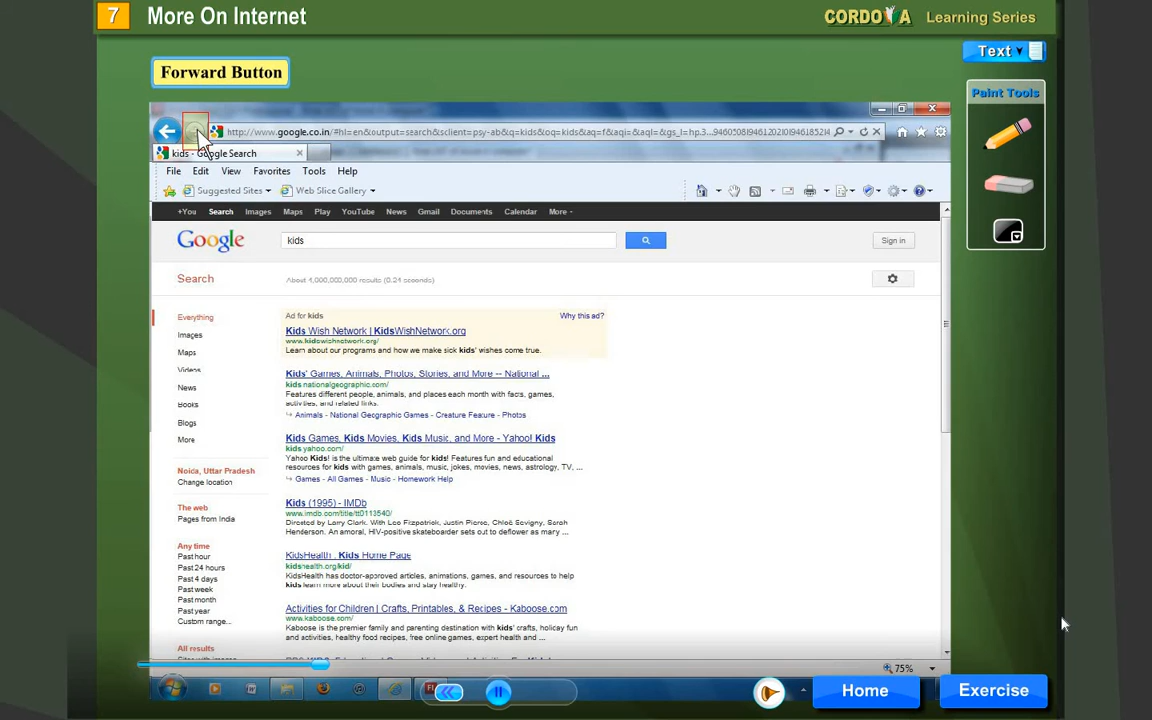 7 More On Internet
CORDOVA Learning Series
Text
Forward Button
Paint Tools
http://www.google.co.in/#hl=en&output=search&sclient=psy-ab&q=kids&oq=kids&aq=f&aqi=&aql=&gs_l=hp.3...
kids - Google Search
File Edit View Favorites Tools Help
Suggested Sites Web Slice Gallery
+You Search Images Maps Play YouTube News Gmail Documents Calendar More
Google kids Sign in
Search About 4,000,000,000 results (0.24 seconds)
Everything
Images
Maps
Videos
News
Books
Blogs
More
Noida, Uttar Pradesh
Change location
The web
Pages from India
Any time
Past hour
Past 24 hours
Past 4 days
Past week
Past month
Past year
Custom range...
All results
Sites with images
Ad for kids Why this ad?
Kids Wish Network | KidsWishNetwork.org
www.kidswishnetwork.org/
Learn about our programs and how we make sick kids' wishes come true.
Kids' Games, Animals, Photos, Stories, and More -- National ...
kids.nationalgeographic.com/
Features different people, animals, and places each month with facts, games,
activities, and related links.
Animals - National Geographic Games - Creature Feature - Photos
Kids Games, Kids Movies, Kids Music, and More - Yahoo! Kids
kids.yahoo.com/
Yahoo Kids! is the ultimate web guide for kids! Features fun and educational
resources for kids with games, animals, music, jokes, movies, news, astrology, TV, ...
Games - All Games - Music - Homework Help
Kids (1995) - IMDb
www.imdb.com/title/tt0113540/
Directed by Larry Clark. With Leo Fitzpatrick, Justin Pierce, Chloë Sevigny, Sarah
Henderson. An amoral, HIV-positive skateboarder sets out to deflower as many ...
KidsHealth . Kids Home Page
kidshealth.org/kid/
KidsHealth has doctor-approved articles, animations, games, and resources to help
kids learn more about their bodies and stay healthy.
Activities for Children | Crafts, Printables, & Recipes - Kaboose.com
www.kaboose.com/
Kaboose is the premier family and parenting destination with kids' crafts, holiday fun
and activities, healthy food recipes, free online games, expert health and ...
75%
Home
Exercise